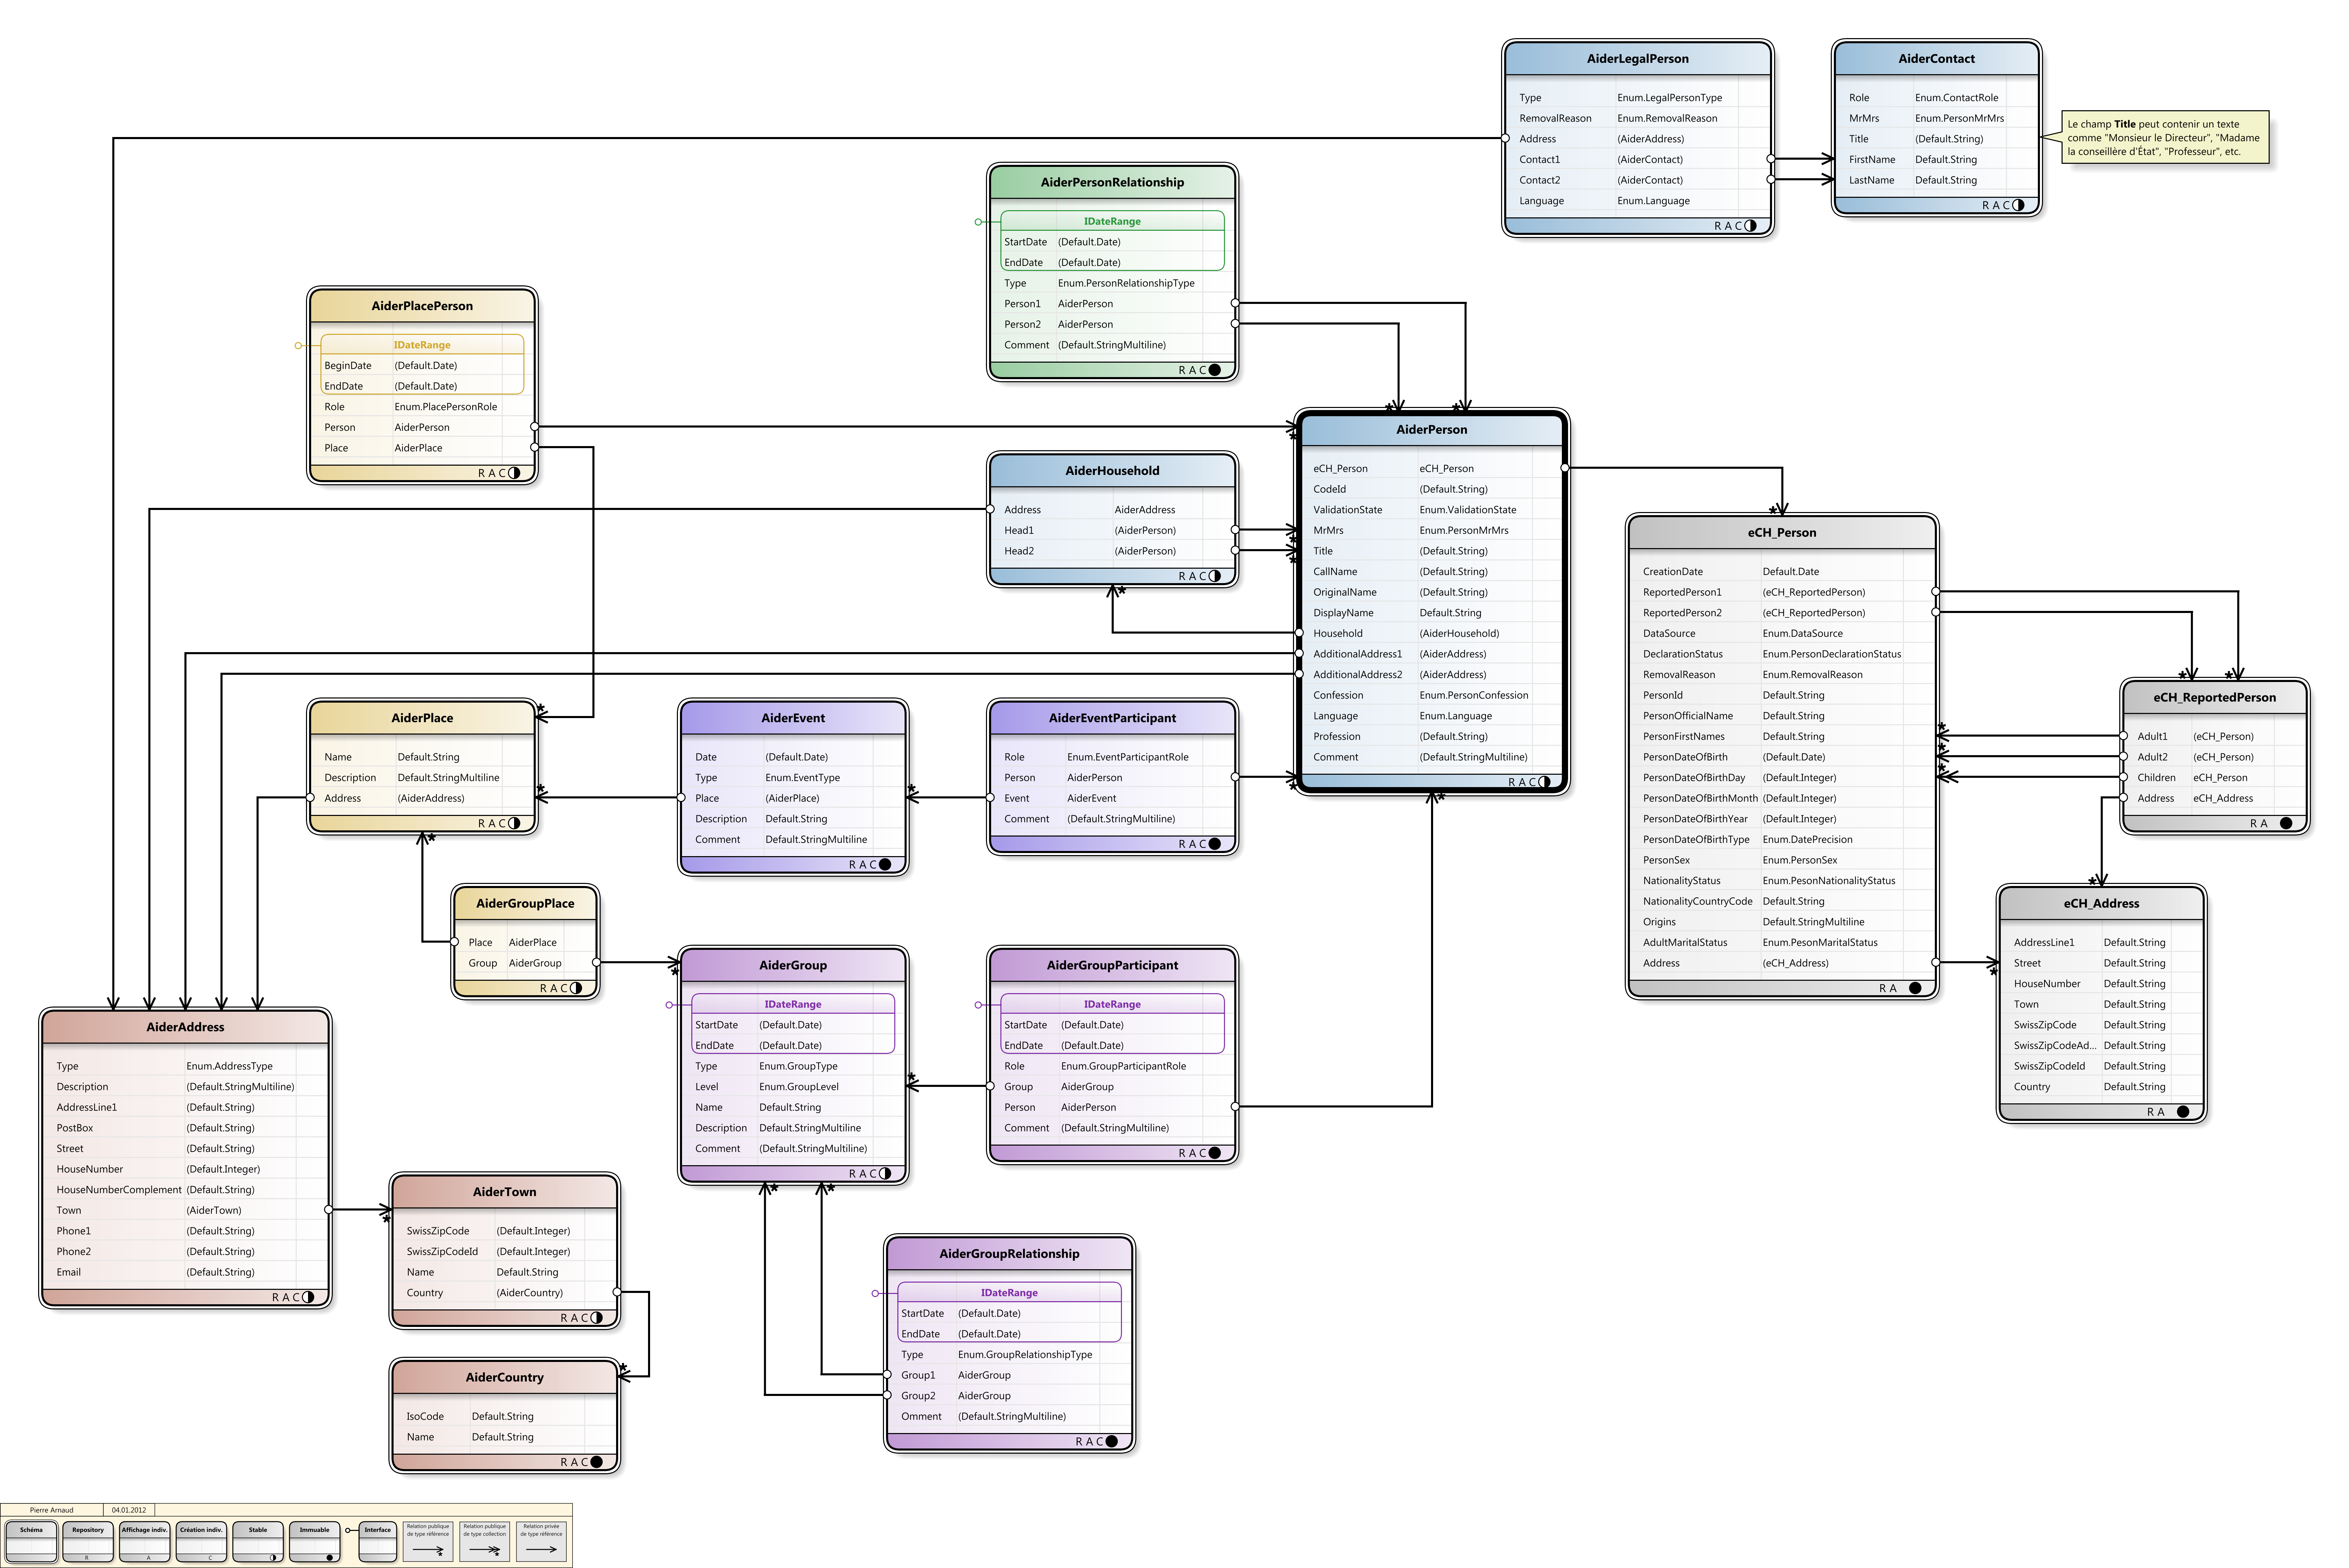 AiderLegalPerson
Type Enum.LegalPersonType
RemovalReason Enum.RemovalReason
Address (AiderAddress)
Contact1 (AiderContact)
Contact2 (AiderContact)
Language Enum.Language
R A C
AiderContact
Role Enum.ContactRole
MrMrs Enum.PersonMrMrs
Title (Default.String)
FirstName Default.String
LastName Default.String
R A C
Le champ Title peut contenir un texte
comme "Monsieur le Directeur", "Madame
la conseillère d'État", "Professeur", etc.
AiderPersonRelationship
IDateRange
StartDate (Default.Date)
EndDate (Default.Date)
Type Enum.PersonRelationshipType
Person1 AiderPerson
Person2 AiderPerson
Comment (Default.StringMultiline)
R A C
AiderPlacePerson
IDateRange
BeginDate (Default.Date)
EndDate (Default.Date)
Role Enum.PlacePersonRole
Person AiderPerson
Place AiderPlace
R A C
AiderHousehold
Address AiderAddress
Head1 (AiderPerson)
Head2 (AiderPerson)
R A C
AiderPerson
eCH_Person eCH_Person
CodeId (Default.String)
ValidationState Enum.ValidationState
MrMrs Enum.PersonMrMrs
Title (Default.String)
CallName (Default.String)
OriginalName (Default.String)
DisplayName Default.String
Household (AiderHousehold)
AdditionalAddress1 (AiderAddress)
AdditionalAddress2 (AiderAddress)
Confession Enum.PersonConfession
Language Enum.Language
Profession (Default.String)
Comment (Default.StringMultiline)
R A C
eCH_Person
CreationDate Default.Date
ReportedPerson1 (eCH_ReportedPerson)
ReportedPerson2 (eCH_ReportedPerson)
DataSource Enum.DataSource
DeclarationStatus Enum.PersonDeclarationStatus
RemovalReason Enum.RemovalReason
PersonId Default.String
PersonOfficialName Default.String
PersonFirstNames Default.String
PersonDateOfBirth (Default.Date)
PersonDateOfBirthDay (Default.Integer)
PersonDateOfBirthMonth (Default.Integer)
PersonDateOfBirthYear (Default.Integer)
PersonDateOfBirthType Enum.DatePrecision
PersonSex Enum.PersonSex
NationalityStatus Enum.PesonNationalityStatus
NationalityCountryCode Default.String
Origins Default.StringMultiline
AdultMaritalStatus Enum.PesonMaritalStatus
Address (eCH_Address)
R A
eCH_ReportedPerson
Adult1 (eCH_Person)
Adult2 (eCH_Person)
Children eCH_Person
Address eCH_Address
R A
eCH_Address
AddressLine1 Default.String
Street Default.String
HouseNumber Default.String
Town Default.String
SwissZipCode Default.String
SwissZipCodeAd... Default.String
SwissZipCodeId Default.String
Country Default.String
R A
AiderPlace
Name Default.String
Description Default.StringMultiline
Address (AiderAddress)
R A C
AiderEvent
Date (Default.Date)
Type Enum.EventType
Place (AiderPlace)
Description Default.String
Comment Default.StringMultiline
R A C
AiderEventParticipant
Role Enum.EventParticipantRole
Person AiderPerson
Event AiderEvent
Comment (Default.StringMultiline)
R A C
AiderGroupPlace
Place AiderPlace
Group AiderGroup
R A C
AiderGroup
IDateRange
StartDate (Default.Date)
EndDate (Default.Date)
Type Enum.GroupType
Level Enum.GroupLevel
Name Default.String
Description Default.StringMultiline
Comment (Default.StringMultiline)
R A C
AiderGroupParticipant
IDateRange
StartDate (Default.Date)
EndDate (Default.Date)
Role Enum.GroupParticipantRole
Group AiderGroup
Person AiderPerson
Comment (Default.StringMultiline)
R A C
AiderAddress
Type Enum.AddressType
Description (Default.StringMultiline)
AddressLine1 (Default.String)
PostBox (Default.String)
Street (Default.String)
HouseNumber (Default.Integer)
HouseNumberComplement (Default.String)
Town (AiderTown)
Phone1 (Default.String)
Phone2 (Default.String)
Email (Default.String)
R A C
AiderTown
SwissZipCode (Default.Integer)
SwissZipCodeId (Default.Integer)
Name Default.String
Country (AiderCountry)
R A C
AiderCountry
IsoCode Default.String
Name Default.String
R A C
AiderGroupRelationship
IDateRange
StartDate (Default.Date)
EndDate (Default.Date)
Type Enum.GroupRelationshipType
Group1 AiderGroup
Group2 AiderGroup
Omment (Default.StringMultiline)
R A C
Pierre Arnaud 04.01.2012
Schéma
Repository
R
Affichage indiv.
A
Création indiv.
C
Stable
Immuable
Interface
Relation publique
de type référence
Relation publique
de type collection
Relation privée
de type référence